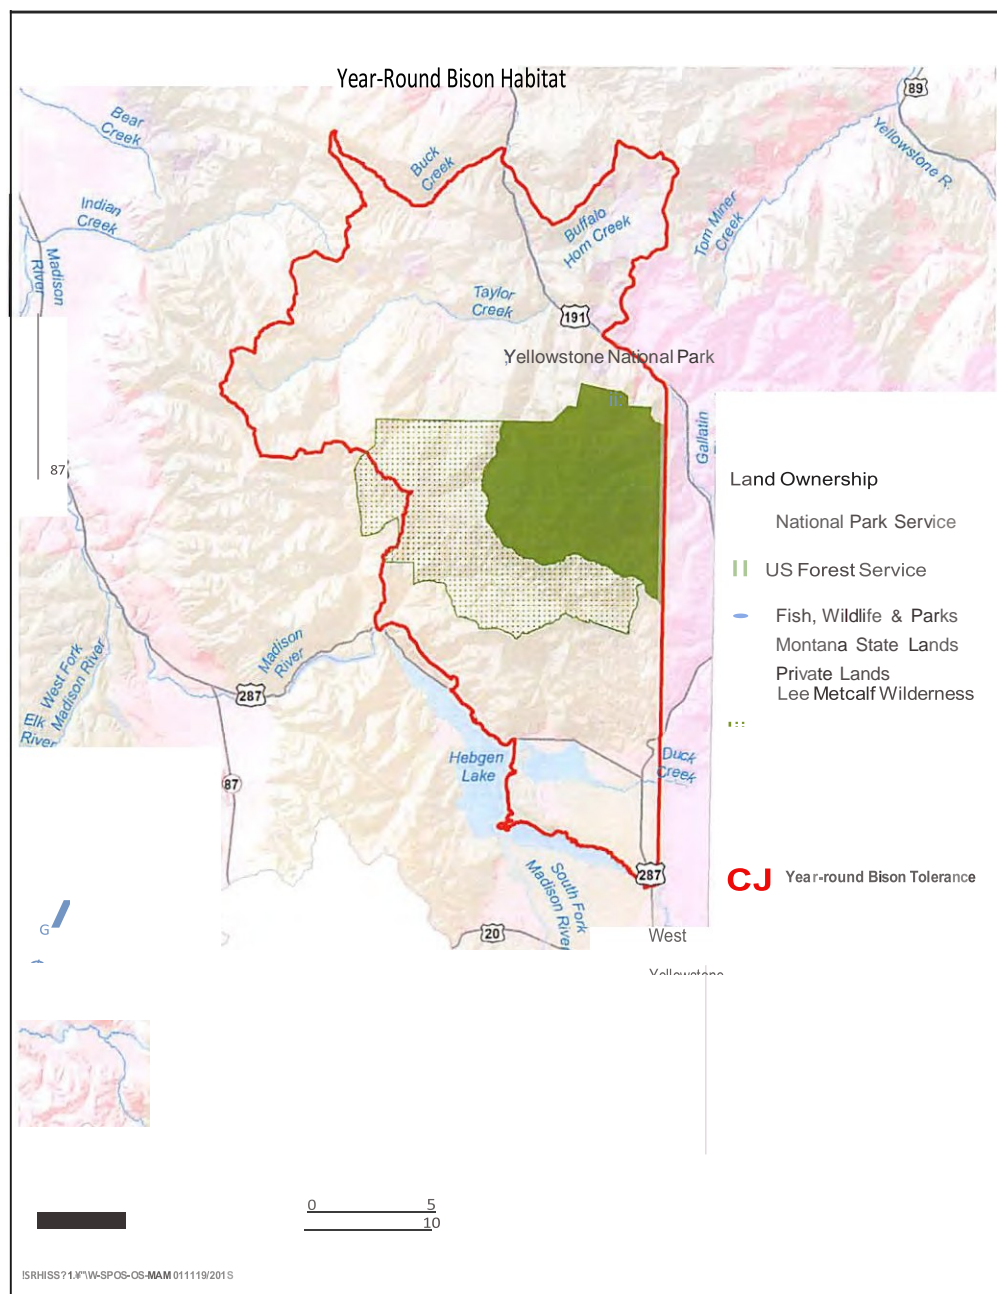 Year-Round Bison Habitat
89
Bear
Creek
Buck
Creek
Yellowstone R.
Indian
Creek
Buffalo
Horn Creek
Tom Miner
Creek
Madison
River
Taylor
Creek
191
Yellowstone National Park
Gallatin
87
Land Ownership
National Park Service
US Forest Service
Fish, Wildlife & Parks
Montana State Lands
Private Lands
Lee Metcalf Wilderness
West Fork
Madison River
Madison
River
287
Elk
River
Hebgen
Lake
Duck
Creek
87
South Fork
Madison River
287
CJ Year-round Bison Tolerance
G
20
West
Yellowstone
0 5
10